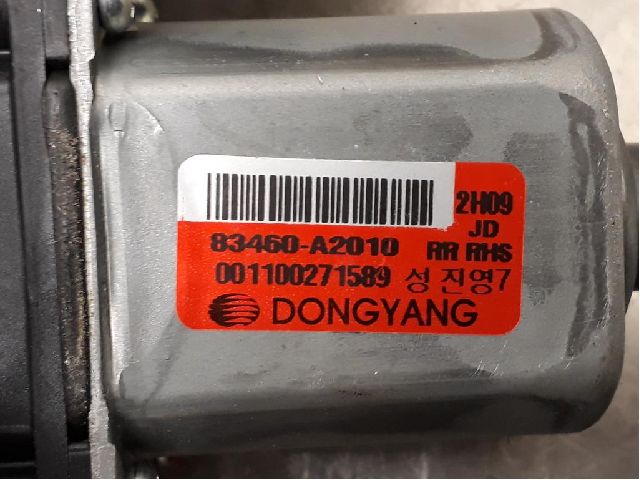 2H09
JD
83460-A2010 RR RHS
001100271589 성진영7
DONGYANG